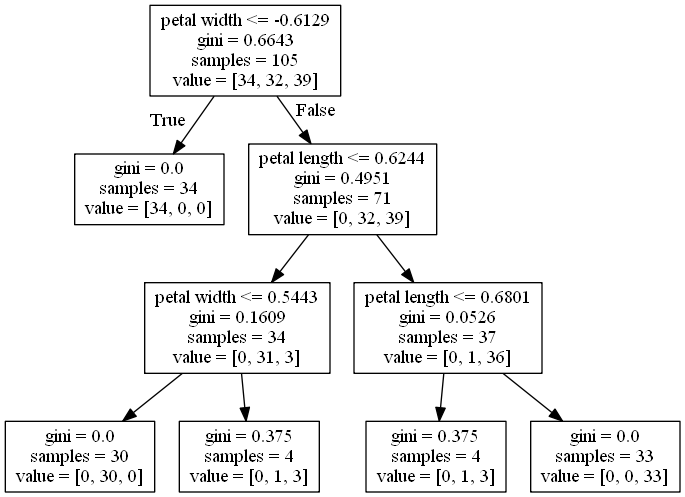 petal width <= -0.6129
gini = 0.6643
samples = 105
value = [34, 32, 39]
True
False
gini = 0.0
samples = 34
value = [34, 0, 0]
petal length <= 0.6244
gini = 0.4951
samples = 71
value = [0, 32, 39]
petal width <= 0.5443
gini = 0.1609
samples = 34
value = [0, 31, 3]
petal length <= 0.6801
gini = 0.0526
samples = 37
value = [0, 1, 36]
gini = 0.0
samples = 30
value = [0, 30, 0]
gini = 0.375
samples = 4
value = [0, 1, 3]
gini = 0.375
samples = 4
value = [0, 1, 3]
gini = 0.0
samples = 33
value = [0, 0, 33]